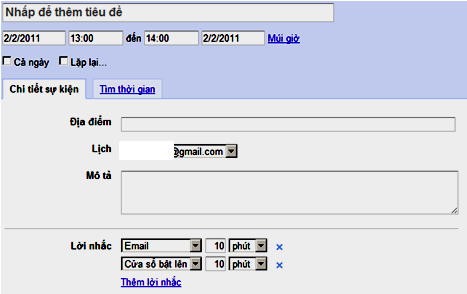 Nhấp để thêm tiêu đề
2/2/2011 13:00 đến 14:00 2/2/2011 Múi giờ
Cả ngày Lặp lại...
Chi tiết sự kiện Tìm thời gian
Địa điểm
Lịch @gmail.com
Mô tả
Lời nhắc Email 10 phút ×
Cửa sổ bật lên 10 phút ×
Thêm lời nhắc